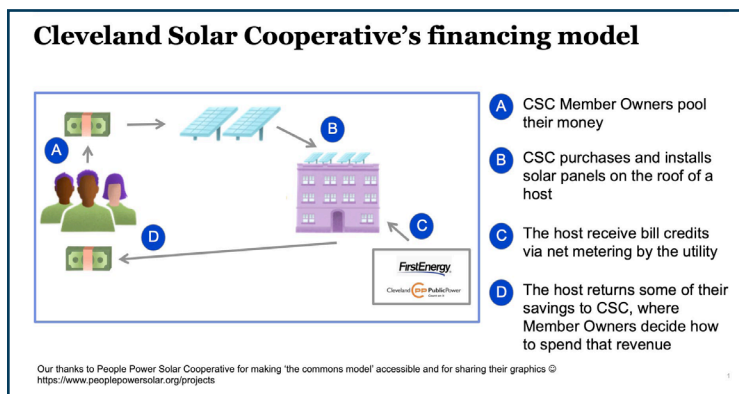 Cleveland Solar Cooperative's financing model
A
B
C
D
FirstEnergy
Cleveland CPP PublicPower
A CSC Member Owners pool
their money
B CSC purchases and installs
solar panels on the roof of a
host
C The host receive bill credits
via net metering by the utility
D The host returns some of their
savings to CSC, where
Member Owners decide how
to spend that revenue
Our thanks to People Power Solar Cooperative for making 'the commons model' accessible and for sharing their graphics ☺
https://www.peoplepowersolar.org/projects
1